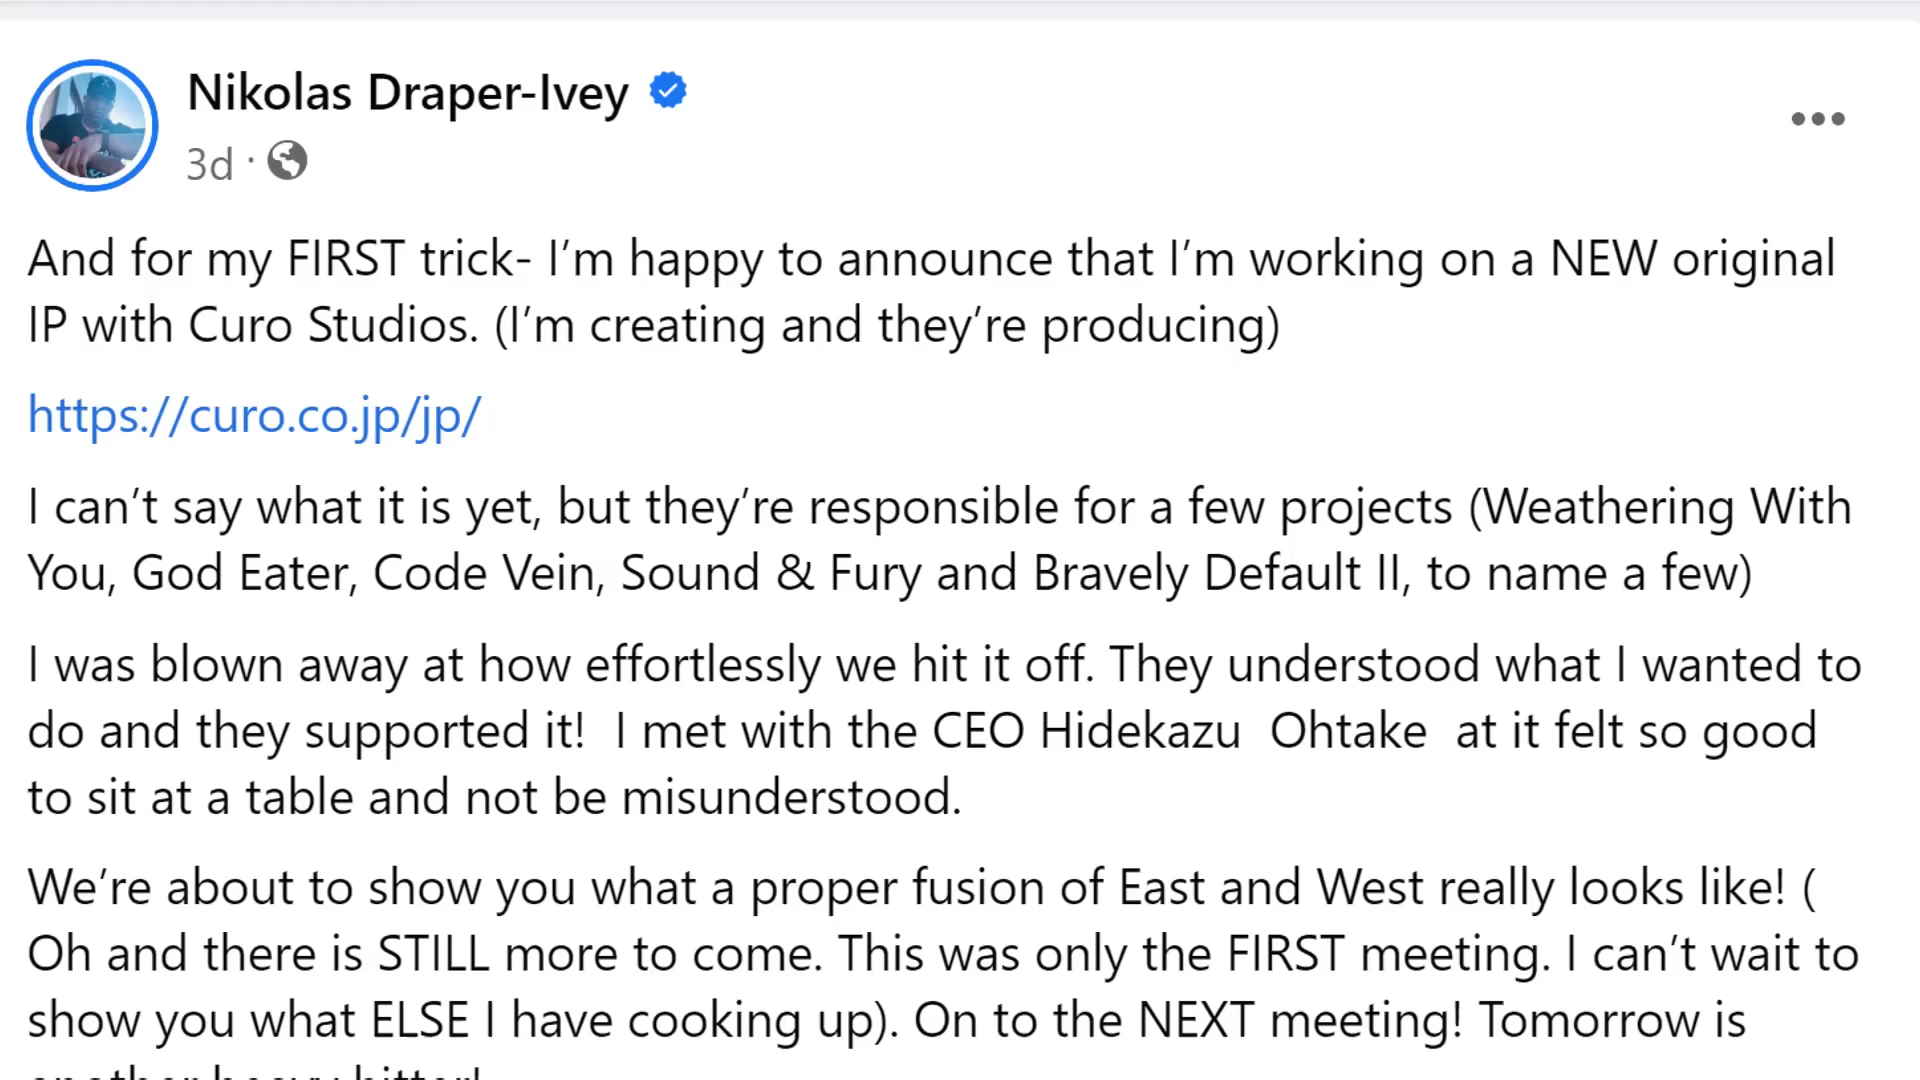 Nikolas Draper-Ivey
3d ·
And for my FIRST trick- I’m happy to announce that I’m working on a NEW original
IP with Curo Studios. (I’m creating and they’re producing)
https://curo.co.jp/jp/
I can’t say what it is yet, but they’re responsible for a few projects (Weathering With
You, God Eater, Code Vein, Sound & Fury and Bravely Default II, to name a few)
I was blown away at how effortlessly we hit it off. They understood what I wanted to
do and they supported it!  I met with the CEO Hidekazu  Ohtake  at it felt so good
to sit at a table and not be misunderstood.
We’re about to show you what a proper fusion of East and West really looks like! (
Oh and there is STILL more to come. This was only the FIRST meeting. I can’t wait to
show you what ELSE I have cooking up). On to the NEXT meeting! Tomorrow is
another heavy hitter!